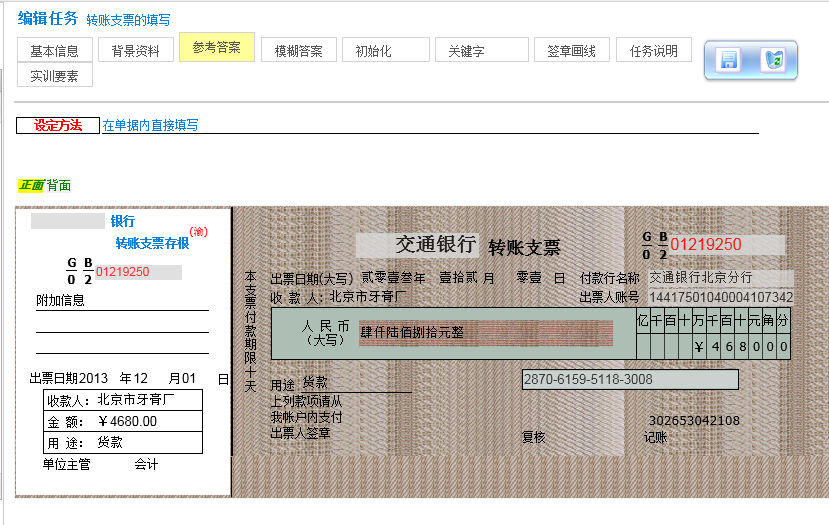 编辑任务 转账支票的填写
基本信息 背景资料 参考答案 模糊答案 初始化 关键字 签章画线 任务说明
实训要素
设定方法 在单据内直接填写
正面 背面
银行
转账支票存根 (渝)
G B
0 2 01219250
附加信息
出票日期2013 年12 月01 日
收款人: 北京市牙膏厂
金 额: ￥4680.00
用 途: 货款
单位主管 会计
本支票付款期限十天
交通银行 转账支票
G B
0 2 01219250
出票日期(大写) 贰零壹叁年 壹拾贰 月 零壹 日 付款行名称 交通银行北京分行
收 款 人: 北京市牙膏厂 出票人账号 14417501040004107342
人 民 币
(大写) 肆仟陆佰捌拾元整
亿千百十万千百十元角分
￥468000
用途 货款
2870-6159-5118-3008
上列款项请从
我帐户内支付
出票人签章
302653042108
复核 记账